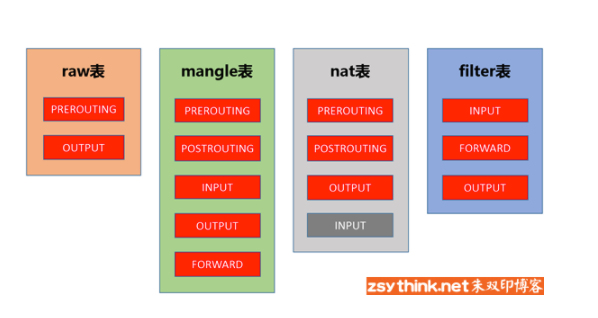 raw表
PREROUTING
OUTPUT
mangle表
PREROUTING
POSTROUTING
INPUT
OUTPUT
FORWARD
nat表
PREROUTING
POSTROUTING
OUTPUT
INPUT
filter表
INPUT
FORWARD
OUTPUT
zsythink.net朱双印博客